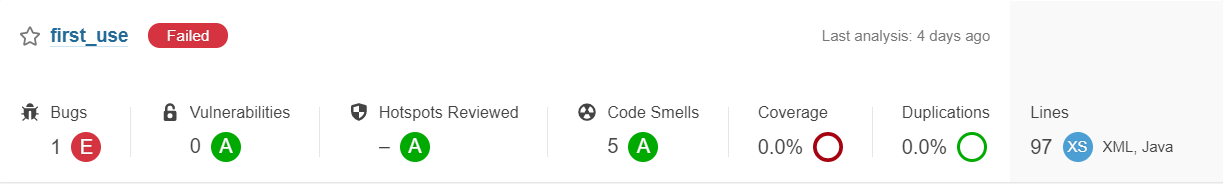 first_use Failed Last analysis: 4 days ago
Bugs Vulnerabilities Hotspots Reviewed Code Smells Coverage Duplications Lines
1 E 0 A – A 5 A 0.0% 0.0% 97 XS XML, Java